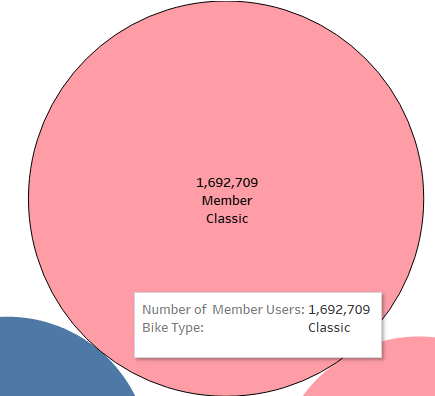 1,692,709
Member
Classic
Number of Member Users: 1,692,709
Bike Type: Classic